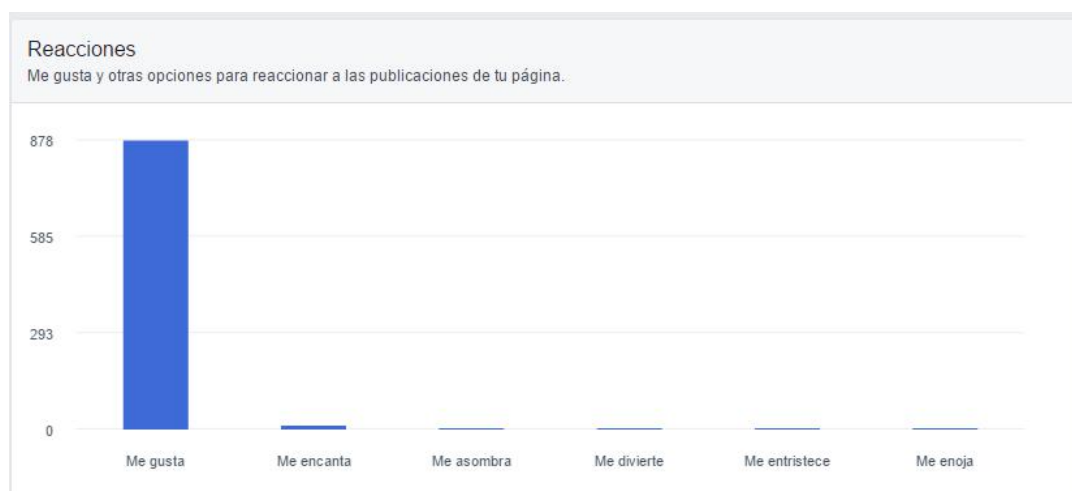 Reacciones
Me gusta y otras opciones para reaccionar a las publicaciones de tu página.
878
585
293
0
Me gusta Me encanta Me asombra Me divierte Me entristece Me enoja